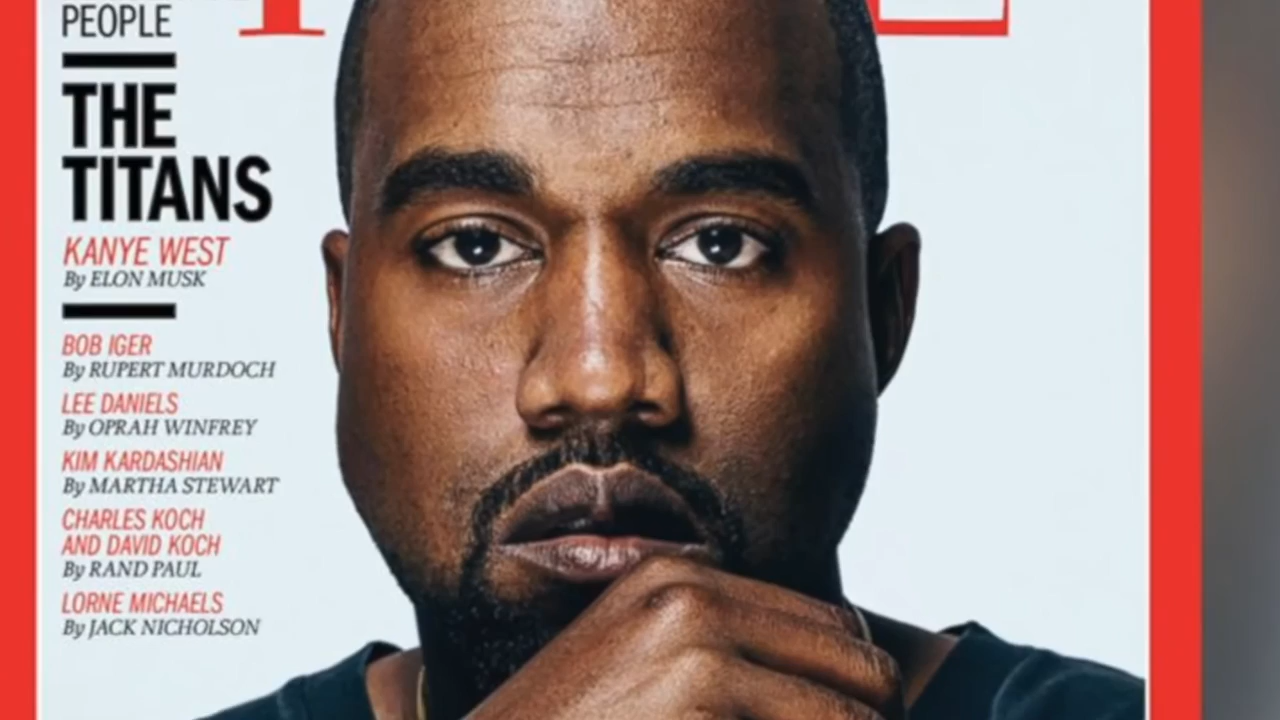 PEOPLE
THE
TITANS
KANYE WEST
By ELON MUSK
BOB IGER
By RUPERT MURDOCH
LEE DANIELS
By OPRAH WINFREY
KIM KARDASHIAN
By MARTHA STEWART
CHARLES KOCH
AND DAVID KOCH
By RAND PAUL
LORNE MICHAELS
By JACK NICHOLSON